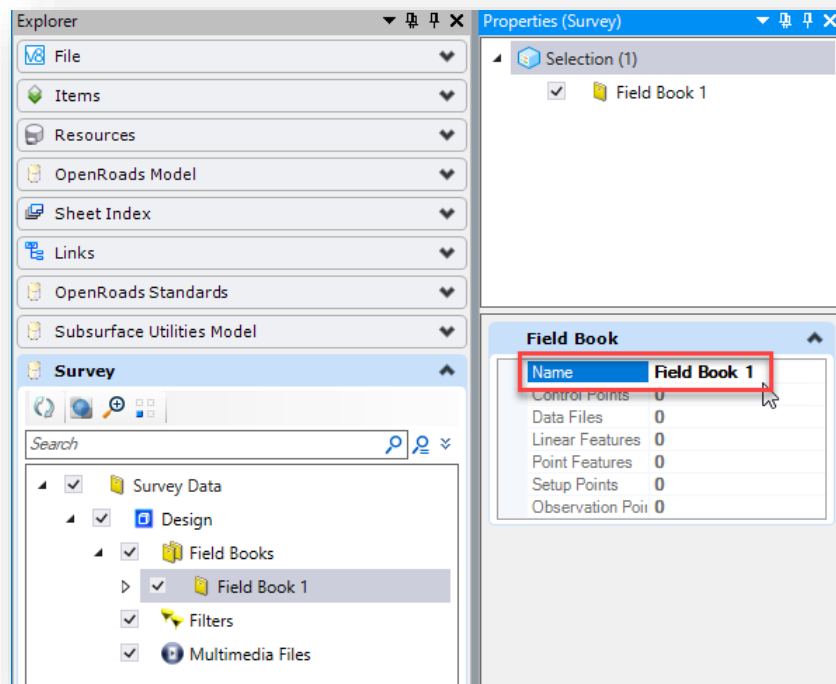 Explorer
File
Items
Resources
OpenRoads Model
Sheet Index
Links
OpenRoads Standards
Subsurface Utilities Model
Survey
Search
Survey Data
Design
Field Books
Field Book 1
Filters
Multimedia Files
Properties (Survey)
Selection (1)
Field Book 1
Field Book
Name Field Book 1
Control Points 0
Data Files 0
Linear Features 0
Point Features 0
Setup Points 0
Observation Poi 0